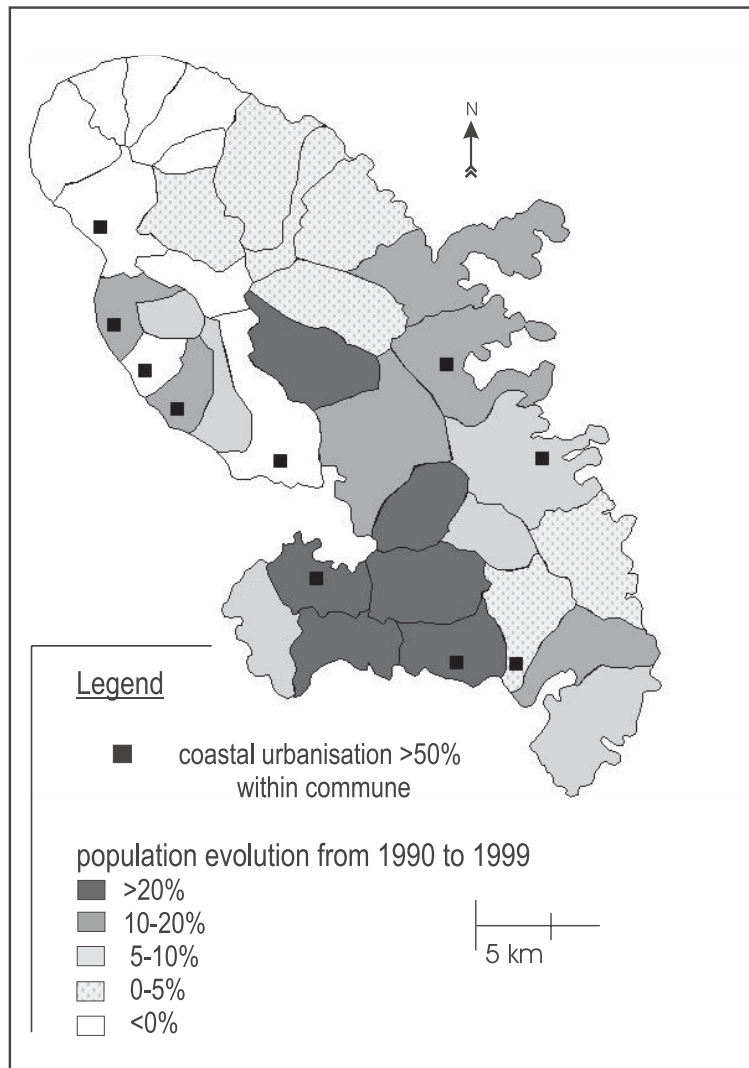 N
Legend
coastal urbanisation >50%
within commune
population evolution from 1990 to 1999
>20%
10-20%
5-10%
0-5%
<0%
5 km